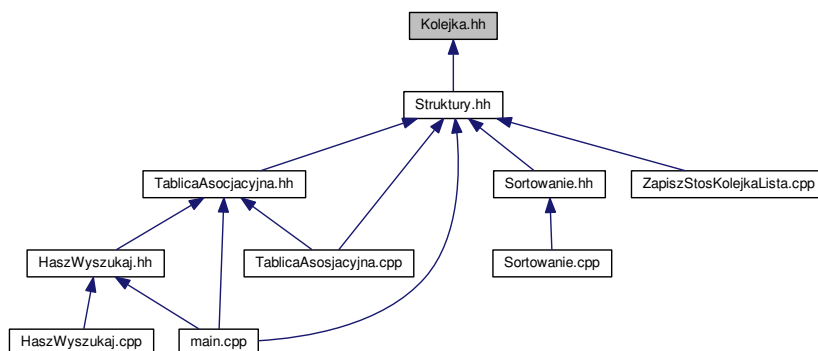 Kolejka.hh
Struktury.hh
TablicaAsocjacyjna.hh
Sortowanie.hh
ZapiszStosKolejkaLista.cpp
HaszWyszukaj.hh
TablicaAsosjacyjna.cpp
Sortowanie.cpp
HaszWyszukaj.cpp
main.cpp